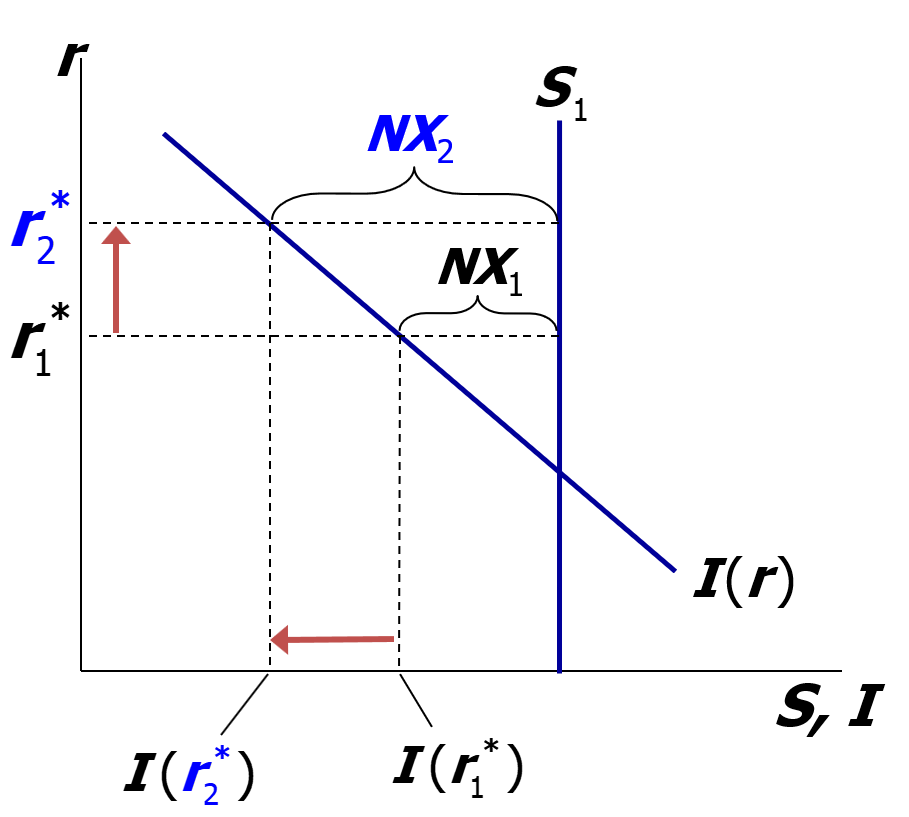 r
S₁
NX₂
r₂*
NX₁
r₁*
I(r)
S, I
I(r₂*)
I(r₁*)